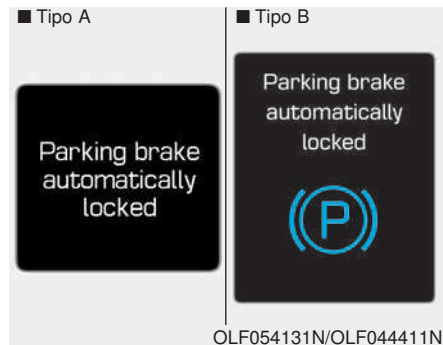 ■ Tipo A
Parking brake
automatically
locked
■ Tipo B
Parking brake
automatically
locked
P
OLF054131N/OLF044411N